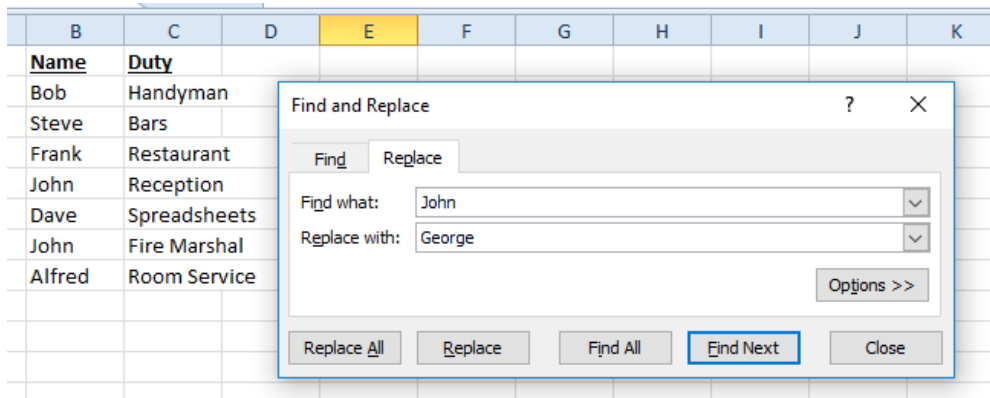 B C D E F G H I J K
Name Duty
Bob Handyman
Steve Bars
Frank Restaurant
John Reception
Dave Spreadsheets
John Fire Marshal
Alfred Room Service
Find and Replace ?
Find Replace
Find what: John
Replace with: George
Options >>
Replace All Replace Find All Find Next Close